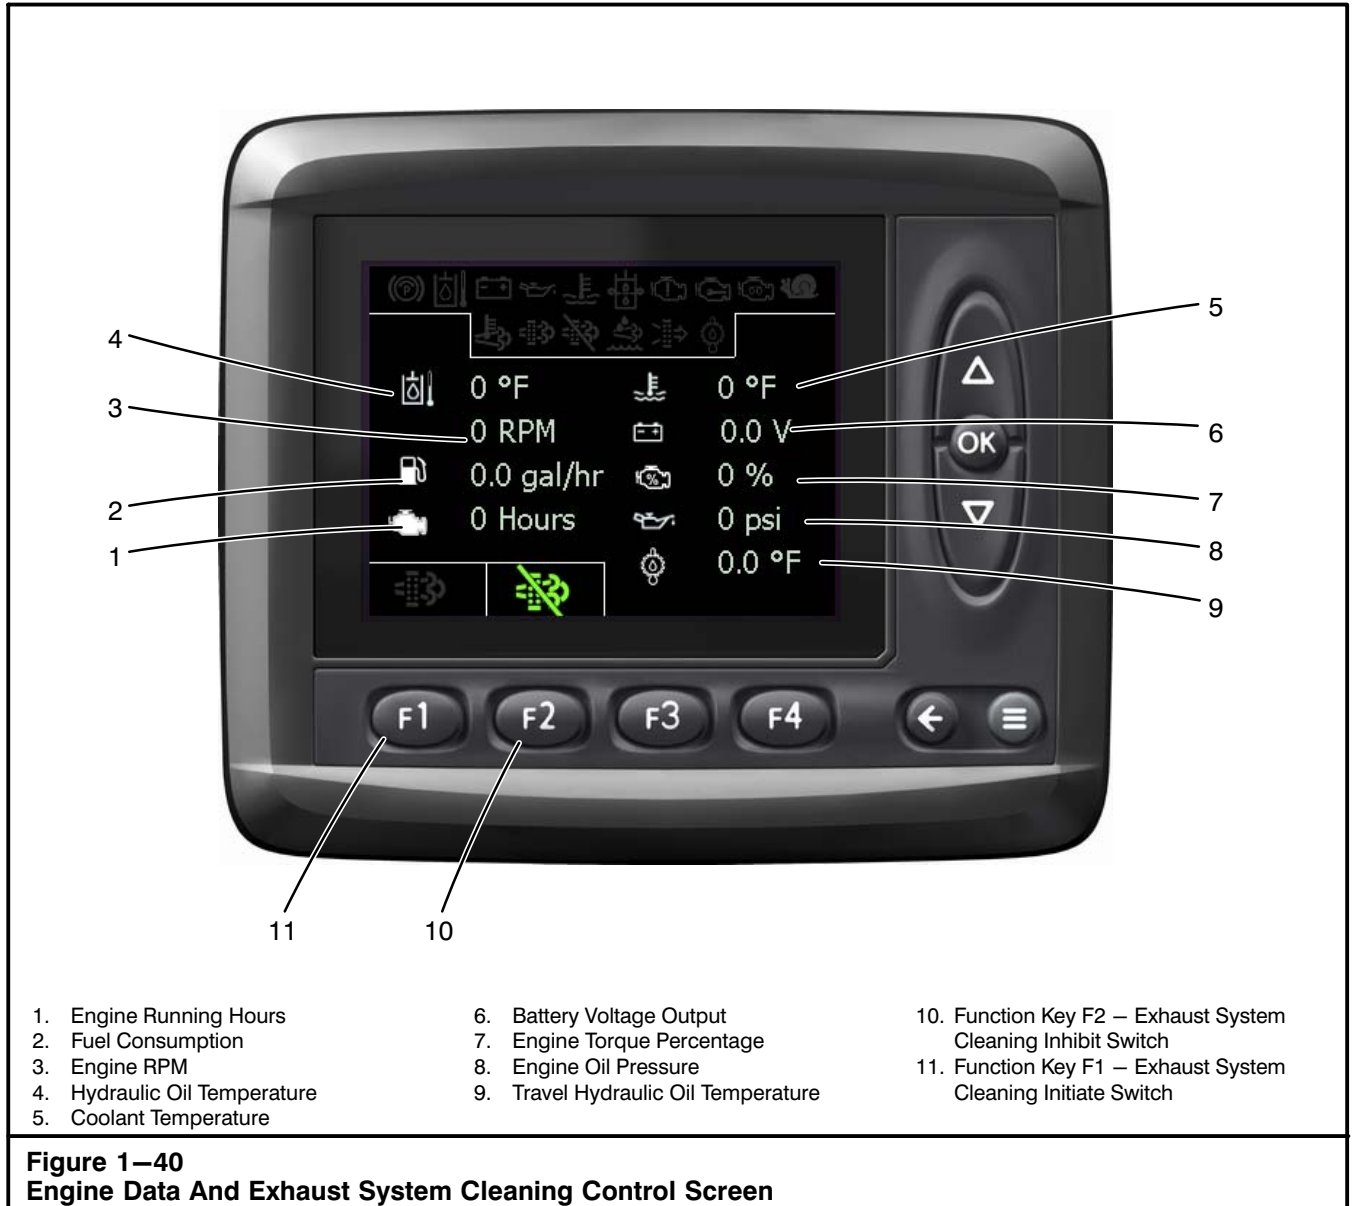 5
4
0 °F
0 °F
3
0 RPM
0.0 V
OK
6
0.0 gal/hr
0 %
7
2
1
0 Hours
0 psi
8
0.0 °F
9
F1
F2
F3
F4
11
10
1. Engine Running Hours
2. Fuel Consumption
3. Engine RPM
4. Hydraulic Oil Temperature
5. Coolant Temperature
6. Battery Voltage Output
7. Engine Torque Percentage
8. Engine Oil Pressure
9. Travel Hydraulic Oil Temperature
10. Function Key F2 — Exhaust System
Cleaning Inhibit Switch
11. Function Key F1 — Exhaust System
Cleaning Initiate Switch
Figure 1—40
Engine Data And Exhaust System Cleaning Control Screen